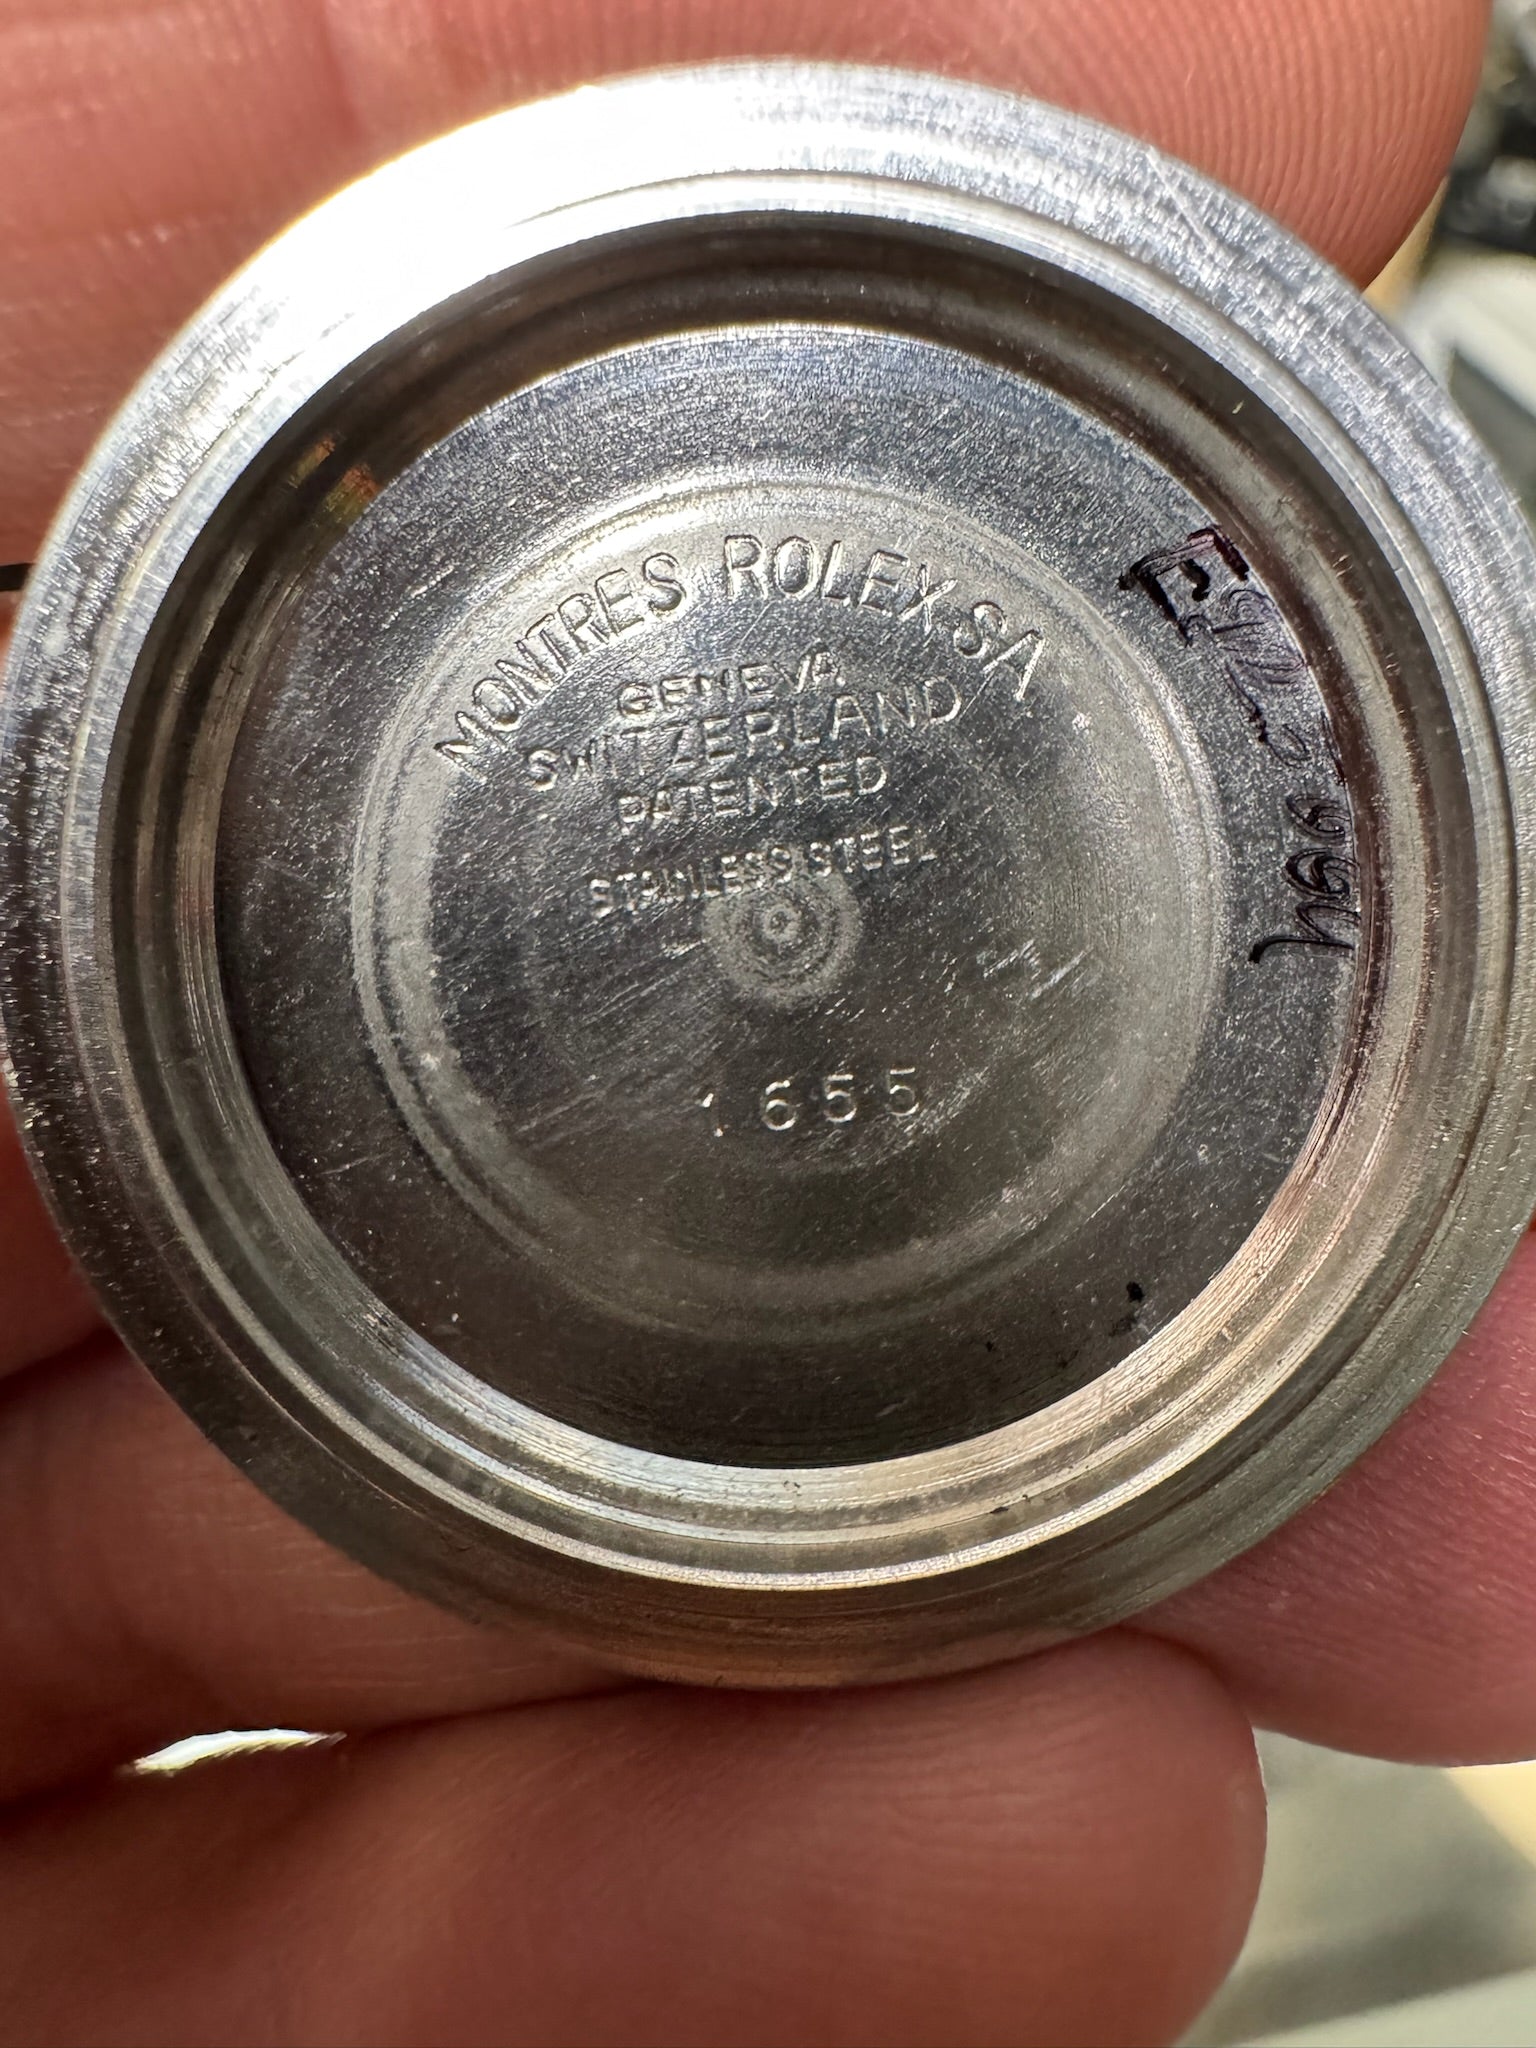 MONTRES ROLEX.SA
GENEVA
SWITZERLAND
PATENTED
STAINLESS STEEL
1655